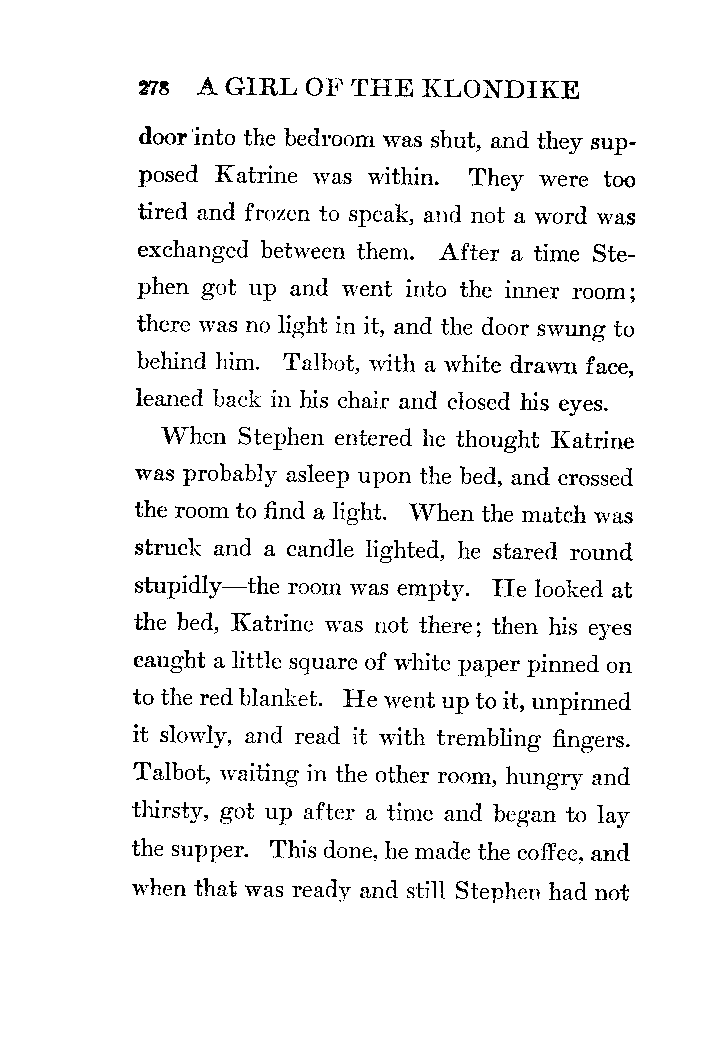 278 A GIRL OF THE KLONDIKE
door into the bedroom was shut, and they sup-
posed Katrine was within. They were too
tired and frozen to speak, and not a word was
exchanged between them. After a time Ste-
phen got up and went into the inner room;
there was no light in it, and the door swung to
behind him. Talbot, with a white drawn face,
leaned back in his chair and closed his eyes.
When Stephen entered he thought Katrine
was probably asleep upon the bed, and crossed
the room to find a light. When the match was
struck and a candle lighted, he stared round
stupidly—the room was empty. He looked at
the bed, Katrine was not there; then his eyes
caught a little square of white paper pinned on
to the red blanket. He went up to it, unpinned
it slowly, and read it with trembling fingers.
Talbot, waiting in the other room, hungry and
thirsty, got up after a time and began to lay
the supper. This done, he made the coffee, and
when that was ready and still Stephen had not